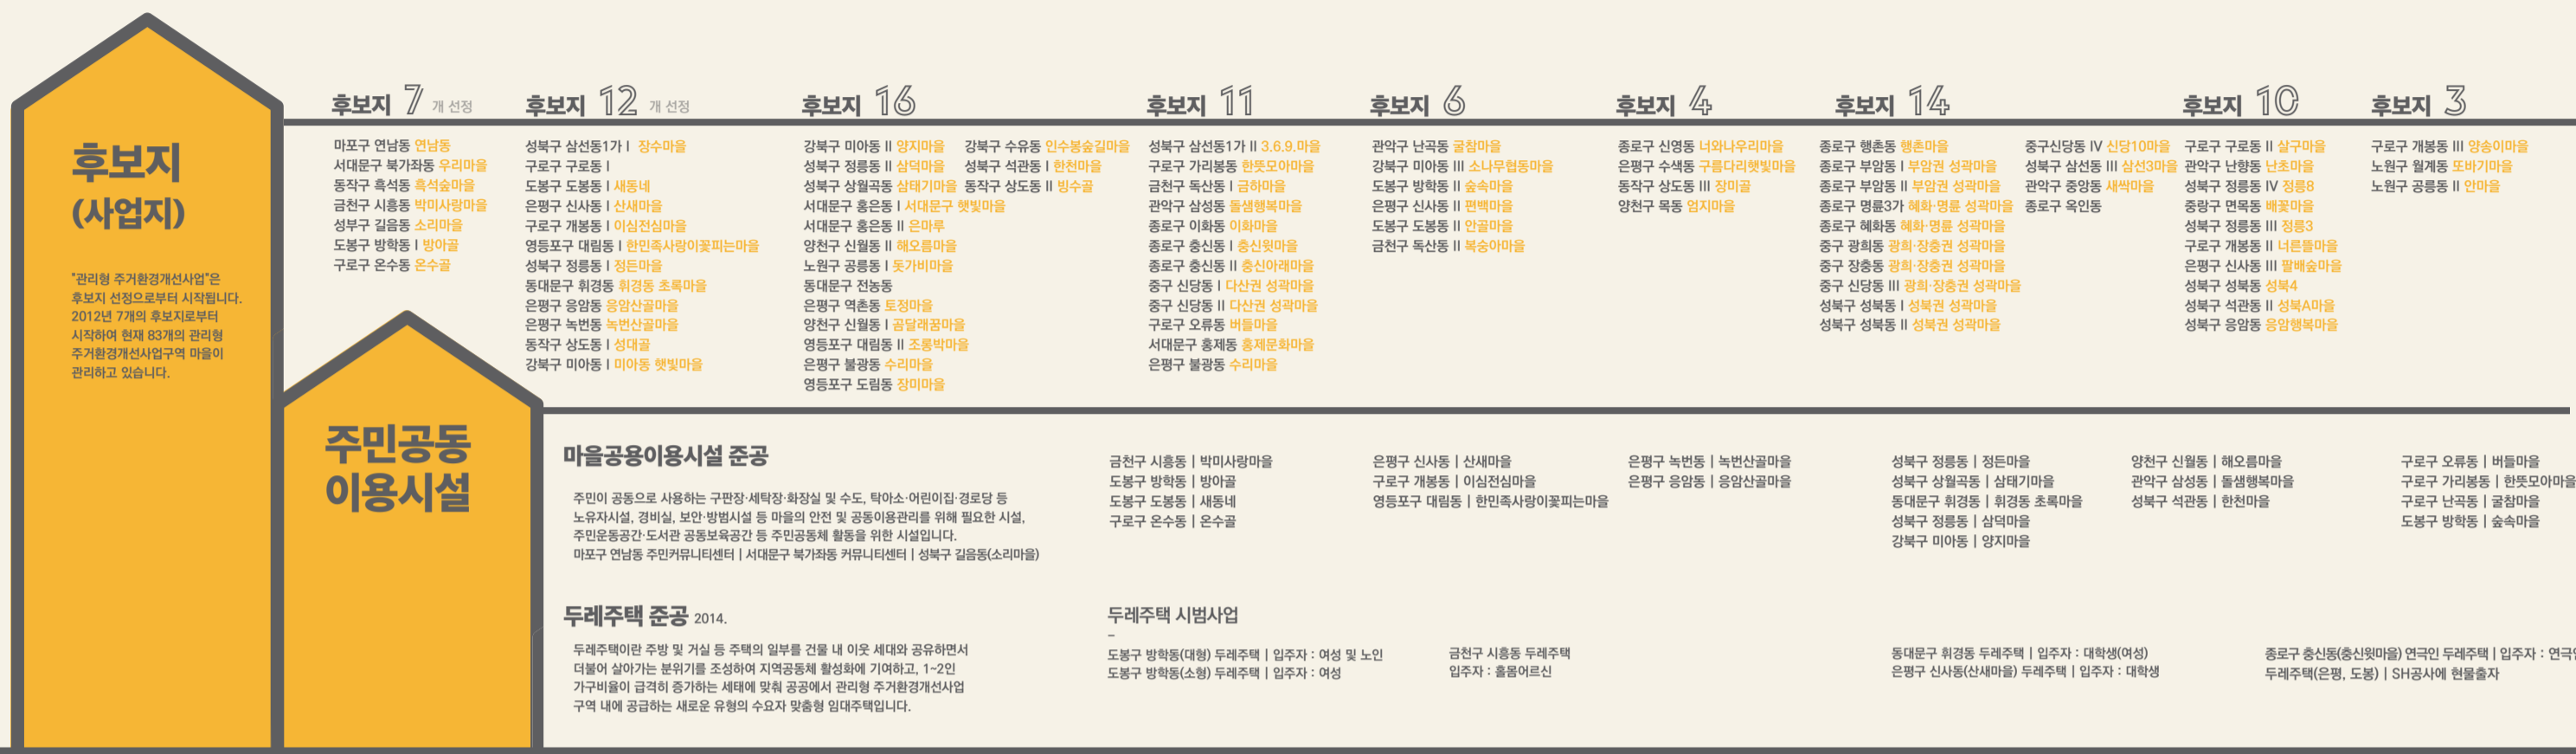 후보지
(사업지)
"관리형 주거환경개선사업"은
후보지 선정으로부터 시작됩니다.
2012년 7개의 후보지로부터
시작하여 현재 83개의 관리형
주거환경개선사업구역 마을이
관리하고 있습니다.
후보지 7 개 선정
마포구 연남동 연남동
서대문구 북가좌동 우리마을
동작구 흑석동 흑석숲마을
금천구 시흥동 박미사랑마을
성부구 길음동 소리마을
도봉구 방학동 I 방아골
구로구 온수동 온수골
후보지 12 개 선정
성북구 삼선동1가 I 장수마을
구로구 구로동 I
도봉구 도봉동 I 새동네
은평구 신사동 I 산새마을
구로구 개봉동 I 이심전심마을
영등포구 대림동 I 한민족사랑이꽃피는마을
성북구 정릉동 I 정든마을
동대문구 휘경동 휘경동 초록마을
은평구 응암동 응암산골마을
은평구 녹번동 녹번산골마을
동작구 상도동 I 성대골
강북구 미아동 I 미아동 햇빛마을
후보지 16
강북구 미아동 II 양지마을
성북구 정릉동 II 삼덕마을
성북구 상월곡동 삼태기마을
서대문구 홍은동 I 서대문구 햇빛마을
서대문구 홍은동 II 은마루
양천구 신월동 II 해오름마을
노원구 공릉동 I 돗가비마을
동대문구 전농동
은평구 역촌동 토정마을
양천구 신월동 I 곰달래꿈마을
영등포구 대림동 II 조롱박마을
은평구 불광동 수리마을
영등포구 도림동 장미마을
강북구 수유동 인수봉숲길마을
성북구 석관동 I 한천마을
동작구 상도동 II 빙수골
후보지 11
성북구 삼선동1가 II 3.6.9.마을
구로구 가리봉동 한뜻모아마을
금천구 독산동 I 금하마을
관악구 삼성동 돌샘행복마을
종로구 이화동 이화마을
종로구 충신동 I 충신윗마을
종로구 충신동 II 충신아래마을
중구 신당동 I 다산권 성곽마을
중구 신당동 II 다산권 성곽마을
구로구 오류동 버들마을
서대문구 홍제동 홍제문화마을
은평구 불광동 수리마을
후보지 6
관악구 난곡동 굴참마을
강북구 미아동 III 소나무협동마을
도봉구 방학동 II 숲속마을
은평구 신사동 II 편백마을
도봉구 도봉동 II 안골마을
금천구 독산동 II 복숭아마을
후보지 4
종로구 신영동 너와나우리마을
은평구 수색동 구름다리햇빛마을
동작구 상도동 III 장미골
양천구 목동 엄지마을
후보지 14
종로구 행촌동 행촌마을
종로구 부암동 I 부암권 성곽마을
종로구 부암동 II 부암권 성곽마을
종로구 명륜3가 혜화·명륜 성곽마을
종로구 혜화동 혜화·명륜 성곽마을
중구 광희동 광희·장충권 성곽마을
중구 장충동 광희·장충권 성곽마을
중구 신당동 III 광희·장충권 성곽마을
성북구 성북동 I 성북권 성곽마을
성북구 성북동 II 성북권 성곽마을
중구신당동 IV 신당10마을
성북구 삼선동 III 삼선3마을
관악구 중앙동 새싹마을
종로구 옥인동
후보지 10
구로구 구로동 II 살구마을
관악구 난향동 난초마을
성북구 정릉동 IV 정릉8
중랑구 면목동 배꽃마을
성북구 정릉동 III 정릉3
구로구 개봉동 II 너른뜰마을
은평구 신사동 III 팥배숲마을
성북구 성북동 성북4
성북구 석관동 II 성북A마을
성북구 응암동 응암행복마을
후보지 3
구로구 개봉동 III 양송이마을
노원구 월계동 또바기마을
노원구 공릉동 II 안마을
주민공동
이용시설
마을공용이용시설 준공
주민이 공동으로 사용하는 구판장·세탁장·화장실 및 수도, 탁아소·어린이집·경로당 등
노유자시설, 경비실, 보안·방범시설 등 마을의 안전 및 공동이용관리를 위해 필요한 시설,
주민운동공간·도서관 공동보육공간 등 주민공동체 활동을 위한 시설입니다.
마포구 연남동 주민커뮤니티센터 | 서대문구 북가좌동 커뮤니티센터 | 성북구 길음동(소리마을)
금천구 시흥동 | 박미사랑마을
도봉구 방학동 | 방아골
도봉구 도봉동 | 새동네
구로구 온수동 | 온수골
은평구 신사동 | 산새마을
구로구 개봉동 | 이심전심마을
영등포구 대림동 | 한민족사랑이꽃피는마을
은평구 녹번동 | 녹번산골마을
은평구 응암동 | 응암산골마을
성북구 정릉동 | 정든마을
성북구 상월곡동 | 삼태기마을
동대문구 휘경동 | 휘경동 초록마을
성북구 정릉동 | 삼덕마을
강북구 미아동 | 양지마을
양천구 신월동 | 해오름마을
관악구 삼성동 | 돌샘행복마을
성북구 석관동 | 한천마을
구로구 오류동 | 버들마을
구로구 가리봉동 | 한뜻모아마을
구로구 난곡동 | 굴참마을
도봉구 방학동 | 숲속마을
두레주택 준공 2014.
두레주택이란 주방 및 거실 등 주택의 일부를 건물 내 이웃 세대와 공유하면서
더불어 살아가는 분위기를 조성하여 지역공동체 활성화에 기여하고, 1~2인
가구비율이 급격히 증가하는 세태에 맞춰 공공에서 관리형 주거환경개선사업
구역 내에 공급하는 새로운 유형의 수요자 맞춤형 임대주택입니다.
두레주택 시범사업
–
도봉구 방학동(대형) 두레주택 | 입주자 : 여성 및 노인
도봉구 방학동(소형) 두레주택 | 입주자 : 여성
금천구 시흥동 두레주택
입주자 : 홀몸어르신
동대문구 휘경동 두레주택 | 입주자 : 대학생(여성)
은평구 신사동(산새마을) 두레주택 | 입주자 : 대학생
종로구 충신동(충신윗마을) 연극인 두레주택 | 입주자 : 연극
두레주택(은평, 도봉) | SH공사에 현물출자